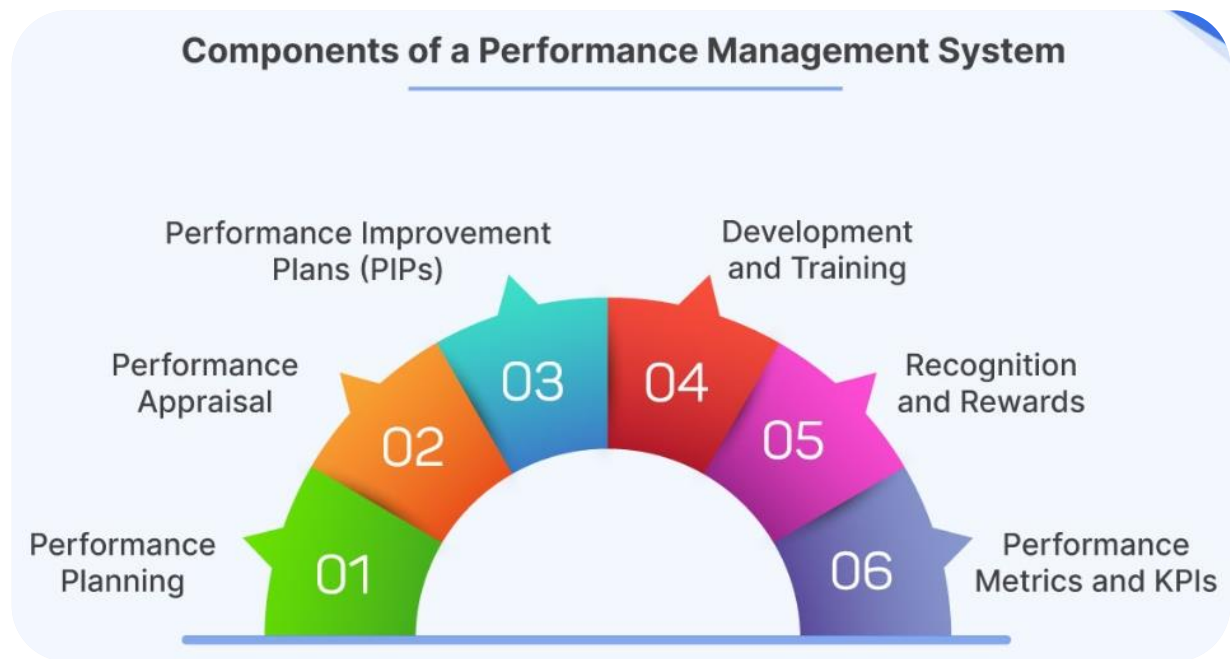 Components of a Performance Management System
Performance Improvement
Plans (PIPs)
Development
and Training
Performance
Appraisal
Recognition
and Rewards
Performance
Planning
Performance
Metrics and KPIs
01
02
03
04
05
06